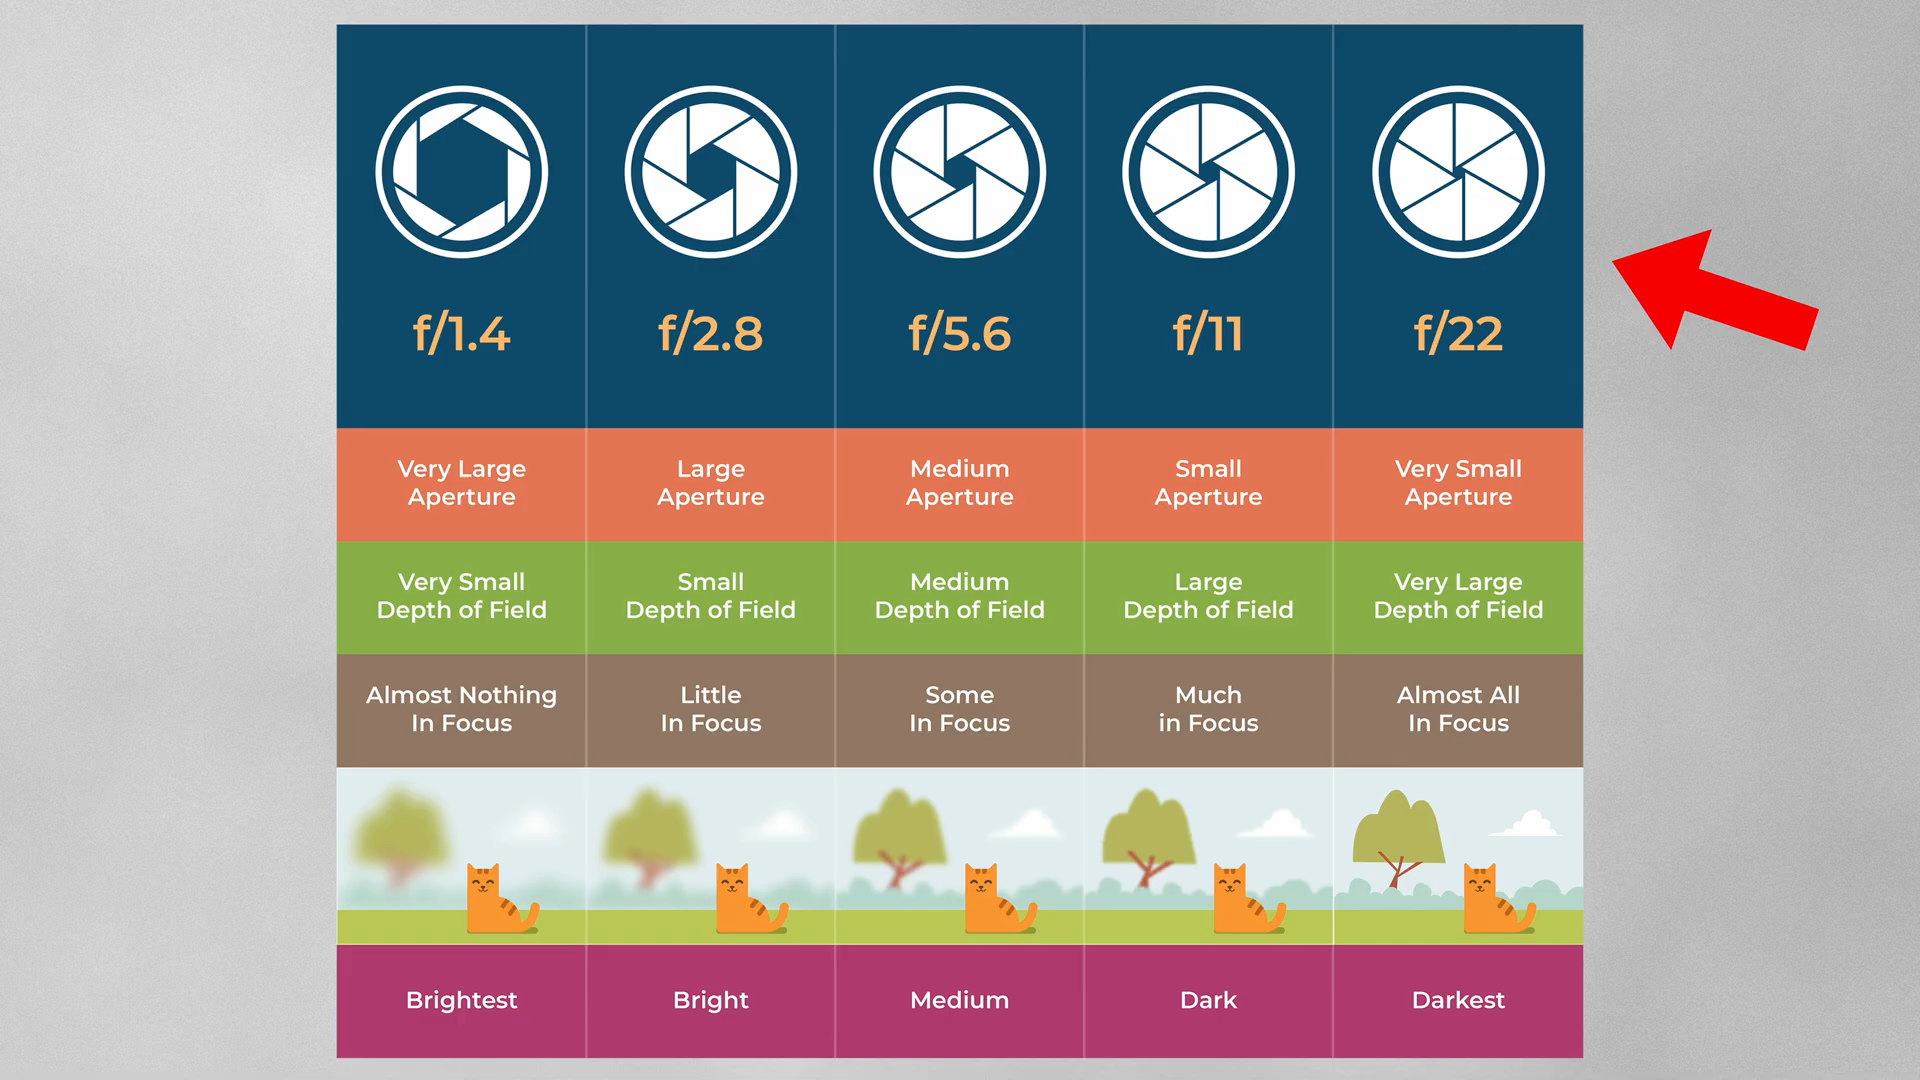 f/1.4
f/2.8
f/5.6
f/11
f/22
Very Large
Aperture
Large
Aperture
Medium
Aperture
Small
Aperture
Very Small
Aperture
Very Small
Depth of Field
Small
Depth of Field
Medium
Depth of Field
Large
Depth of Field
Very Large
Depth of Field
Almost Nothing
In Focus
Little
In Focus
Some
In Focus
Much
in Focus
Almost All
In Focus
Brightest
Bright
Medium
Dark
Darkest